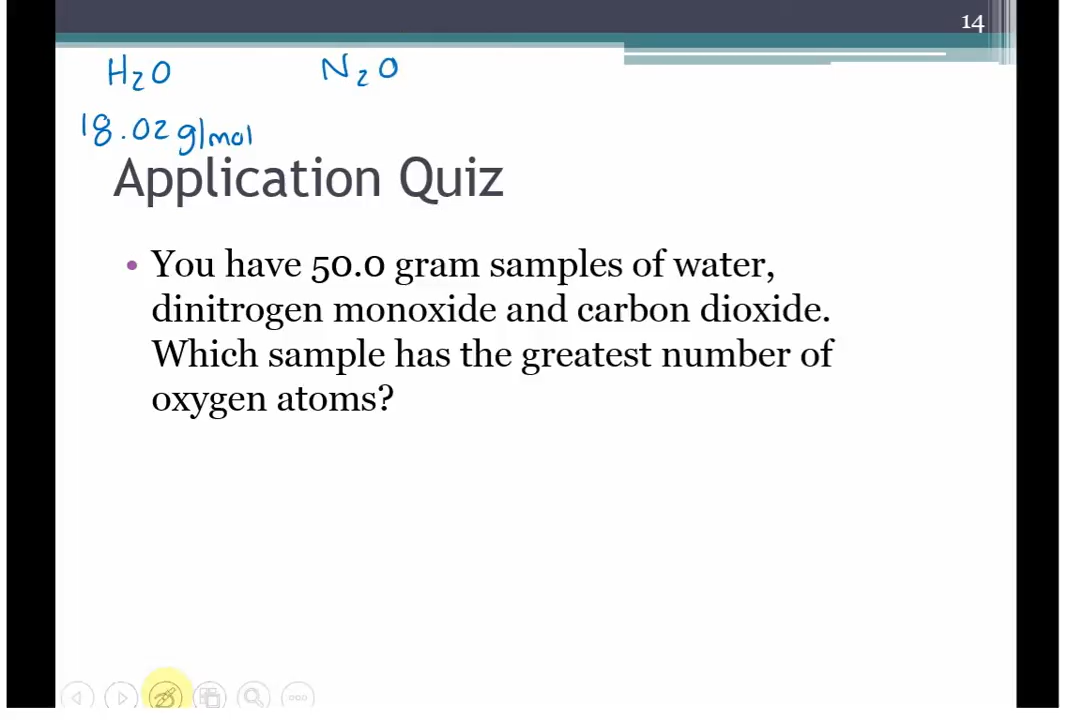 14
H₂O N₂O
18.02 g/mol
Application Quiz
• You have 50.0 gram samples of water,
dinitrogen monoxide and carbon dioxide.
Which sample has the greatest number of
oxygen atoms?